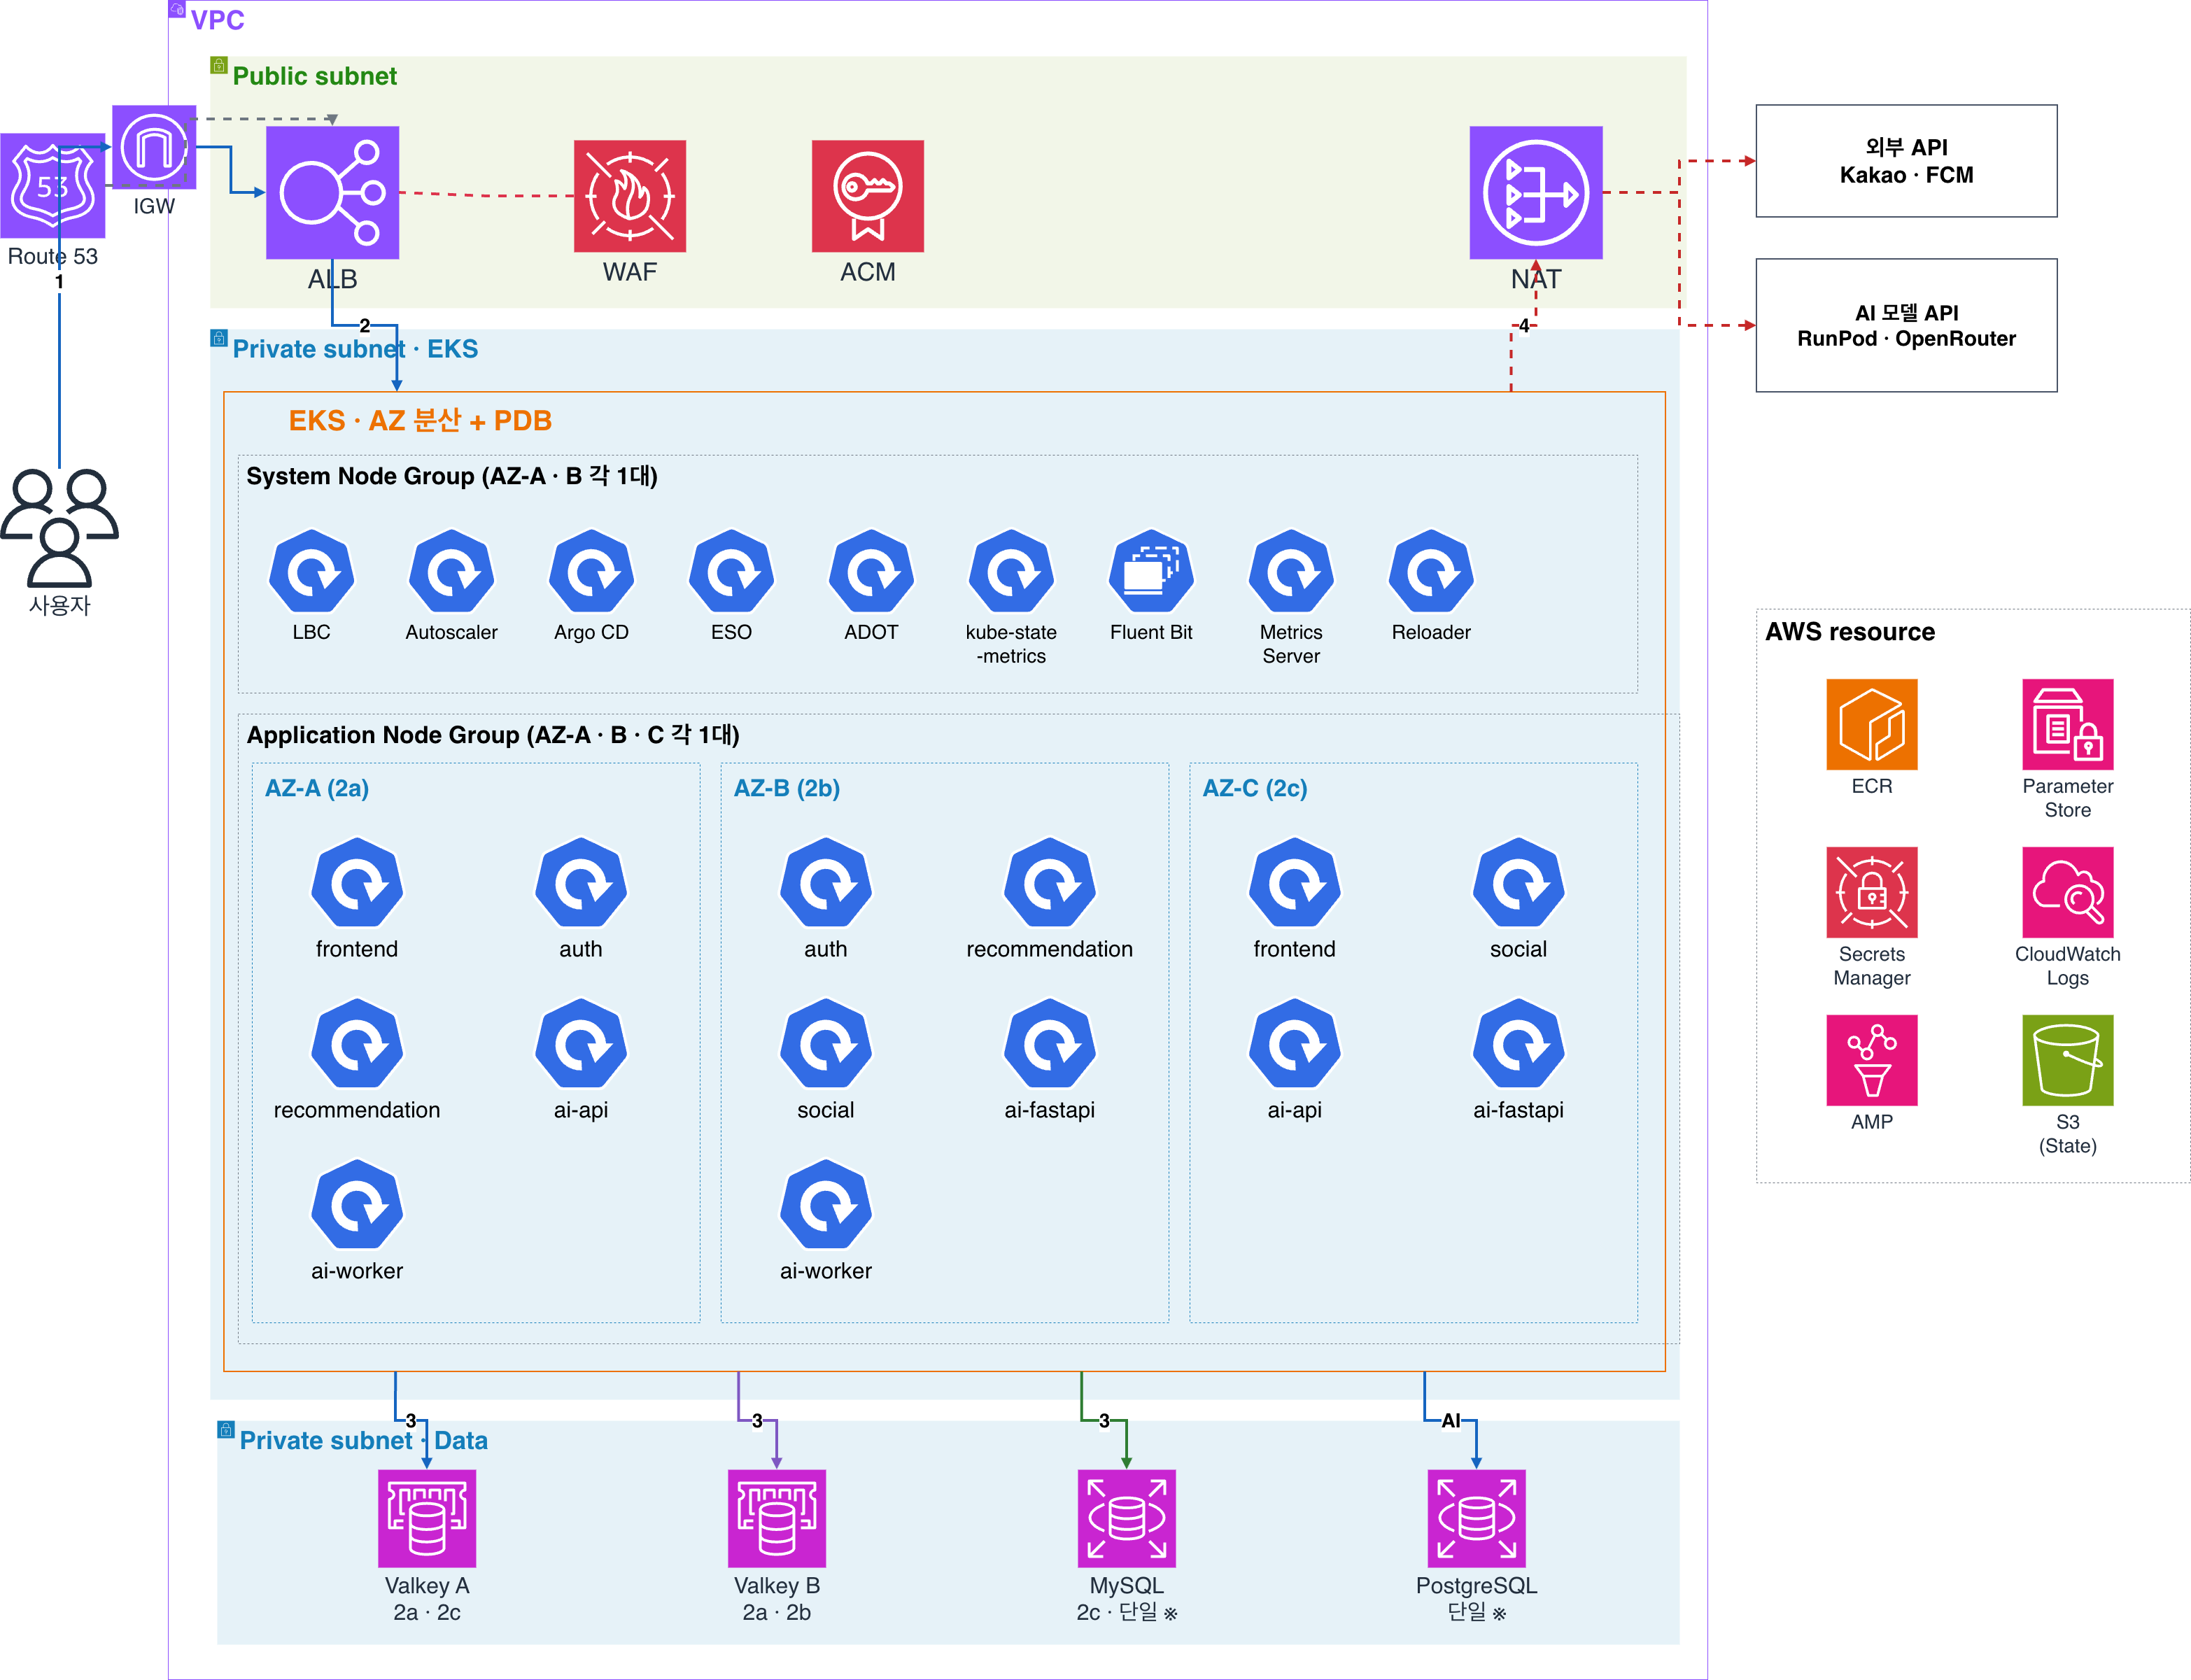 VPC
Public subnet
53
Route 53
IGW
ALB
WAF
ACM
NAT
외부 API
Kakao · FCM
AI 모델 API
RunPod · OpenRouter
1
2
4
사용자
Private subnet · EKS
EKS · AZ 분산 + PDB
System Node Group (AZ-A · B 각 1대)
LBC
Autoscaler
Argo CD
ESO
ADOT
kube-state
-metrics
Fluent Bit
Metrics
Server
Reloader
Application Node Group (AZ-A · B · C 각 1대)
AZ-A (2a)
frontend
auth
recommendation
ai-api
ai-worker
AZ-B (2b)
auth
recommendation
social
ai-fastapi
ai-worker
AZ-C (2c)
frontend
social
ai-api
ai-fastapi
AWS resource
ECR
Parameter
Store
Secrets
Manager
CloudWatch
Logs
AMP
S3
(State)
3
3
3
AI
Private subnet · Data
Valkey A
2a · 2c
Valkey B
2a · 2b
MySQL
2c · 단일 ※
PostgreSQL
단일 ※